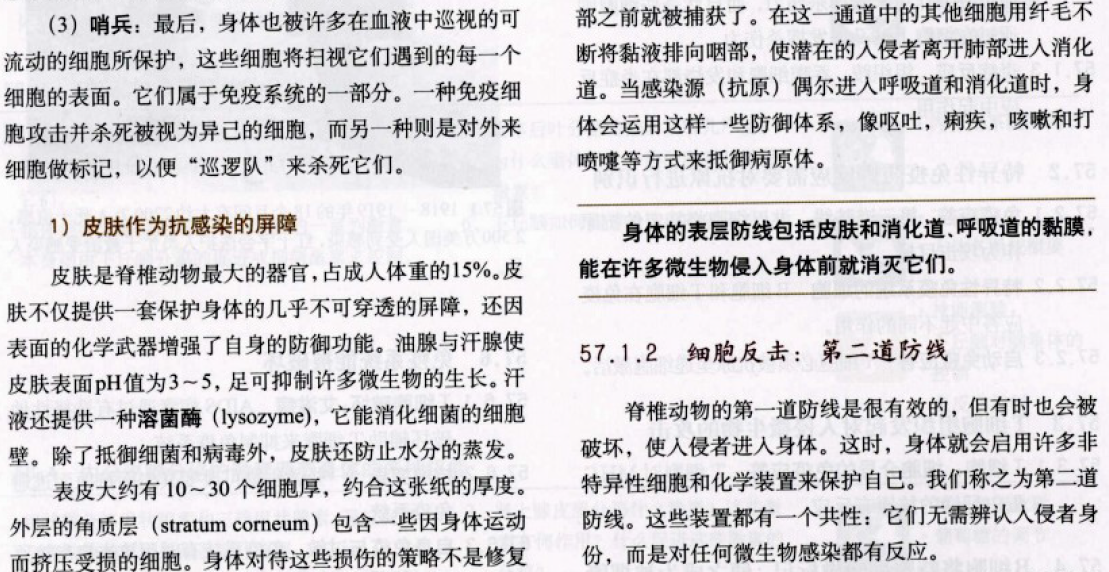 (3) 哨兵：最后，身体也被许多在血液中巡视的可
流动的细胞所保护，这些细胞将扫视它们遇到的每一个
细胞的表面。它们属于免疫系统的一部分。一种免疫细
胞攻击并杀死被视为异己的细胞，而另一种则是对外来
细胞做标记，以便“巡逻队”来杀死它们。
1）皮肤作为抗感染的屏障
皮肤是脊椎动物最大的器官，占成人体重的15%。皮
肤不仅提供一套保护身体的几乎不可穿透的屏障，还因
表面的化学武器增强了自身的防御功能。油腺与汗腺使
皮肤表面pH值为3～5，足可抑制许多微生物的生长。汗
液还提供一种溶菌酶 (lysozyme)，它能消化细菌的细胞
壁。除了抵御细菌和病毒外，皮肤还防止水分的蒸发。
表皮大约有 10～30 个细胞厚，约合这张纸的厚度。
外层的角质层（stratum corneum）包含一些因身体运动
而挤压受损的细胞。身体对待这些损伤的策略不是修复
部之前就被捕获了。在这一通道中的其他细胞用纤毛不
断将黏液排向咽部，使潜在的入侵者离开肺部进入消化
道。当感染源（抗原）偶尔进入呼吸道和消化道时，身
体会运用这样一些防御体系，像呕吐，痢疾，咳嗽和打
喷嚏等方式来抵御病原体。
身体的表层防线包括皮肤和消化道、呼吸道的黏膜，
能在许多微生物侵入身体前就消灭它们。
57.1.2 细胞反击：第二道防线
脊椎动物的第一道防线是很有效的，但有时也会被
破坏，使入侵者进入身体。这时，身体就会启用许多非
特异性细胞和化学装置来保护自己。我们称之为第二道
防线。这些装置都有一个共性：它们无需辨认入侵者身
份，而是对任何微生物感染都有反应。